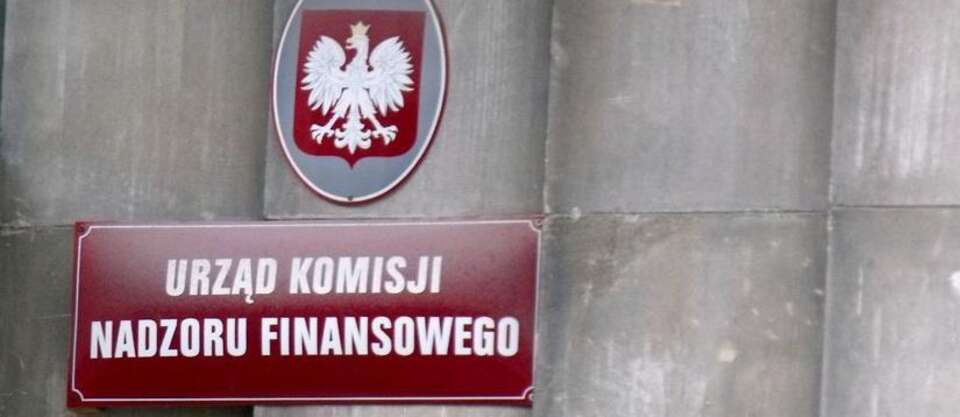 URZĄD KOMISJI
NADZORU FINANSOWEGO